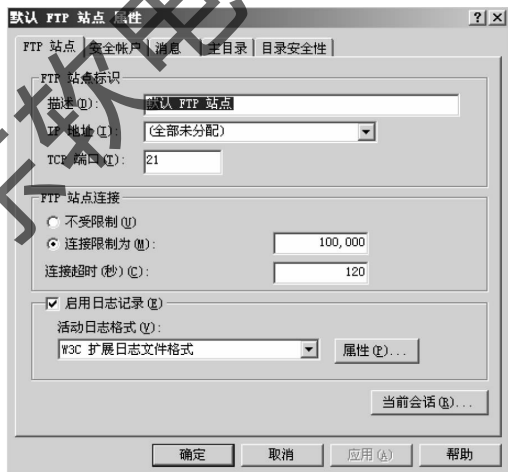 默认 FTP 站点 属性
FTP 站点 安全帐户 消息 主目录 目录安全性
FTP 站点标识
描述(D): 默认 FTP 站点
IP 地址(I): (全部未分配)
TCP 端口(T): 21
FTP 站点连接
不受限制(U)
连接限制为(M): 100,000
连接超时(秒)(C): 120
启用日志记录(E)
活动日志格式(V):
W3C 扩展日志文件格式 属性(P)...
当前会话(R)...
确定 取消 应用(A) 帮助